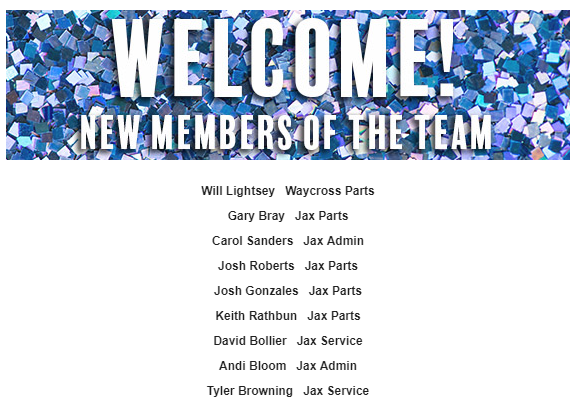 WELCOME!
NEW MEMBERS OF THE TEAM
Will Lightsey Waycross Parts
Gary Bray Jax Parts
Carol Sanders Jax Admin
Josh Roberts Jax Parts
Josh Gonzales Jax Parts
Keith Rathbun Jax Parts
David Bollier Jax Service
Andi Bloom Jax Admin
Tyler Browning Jax Service